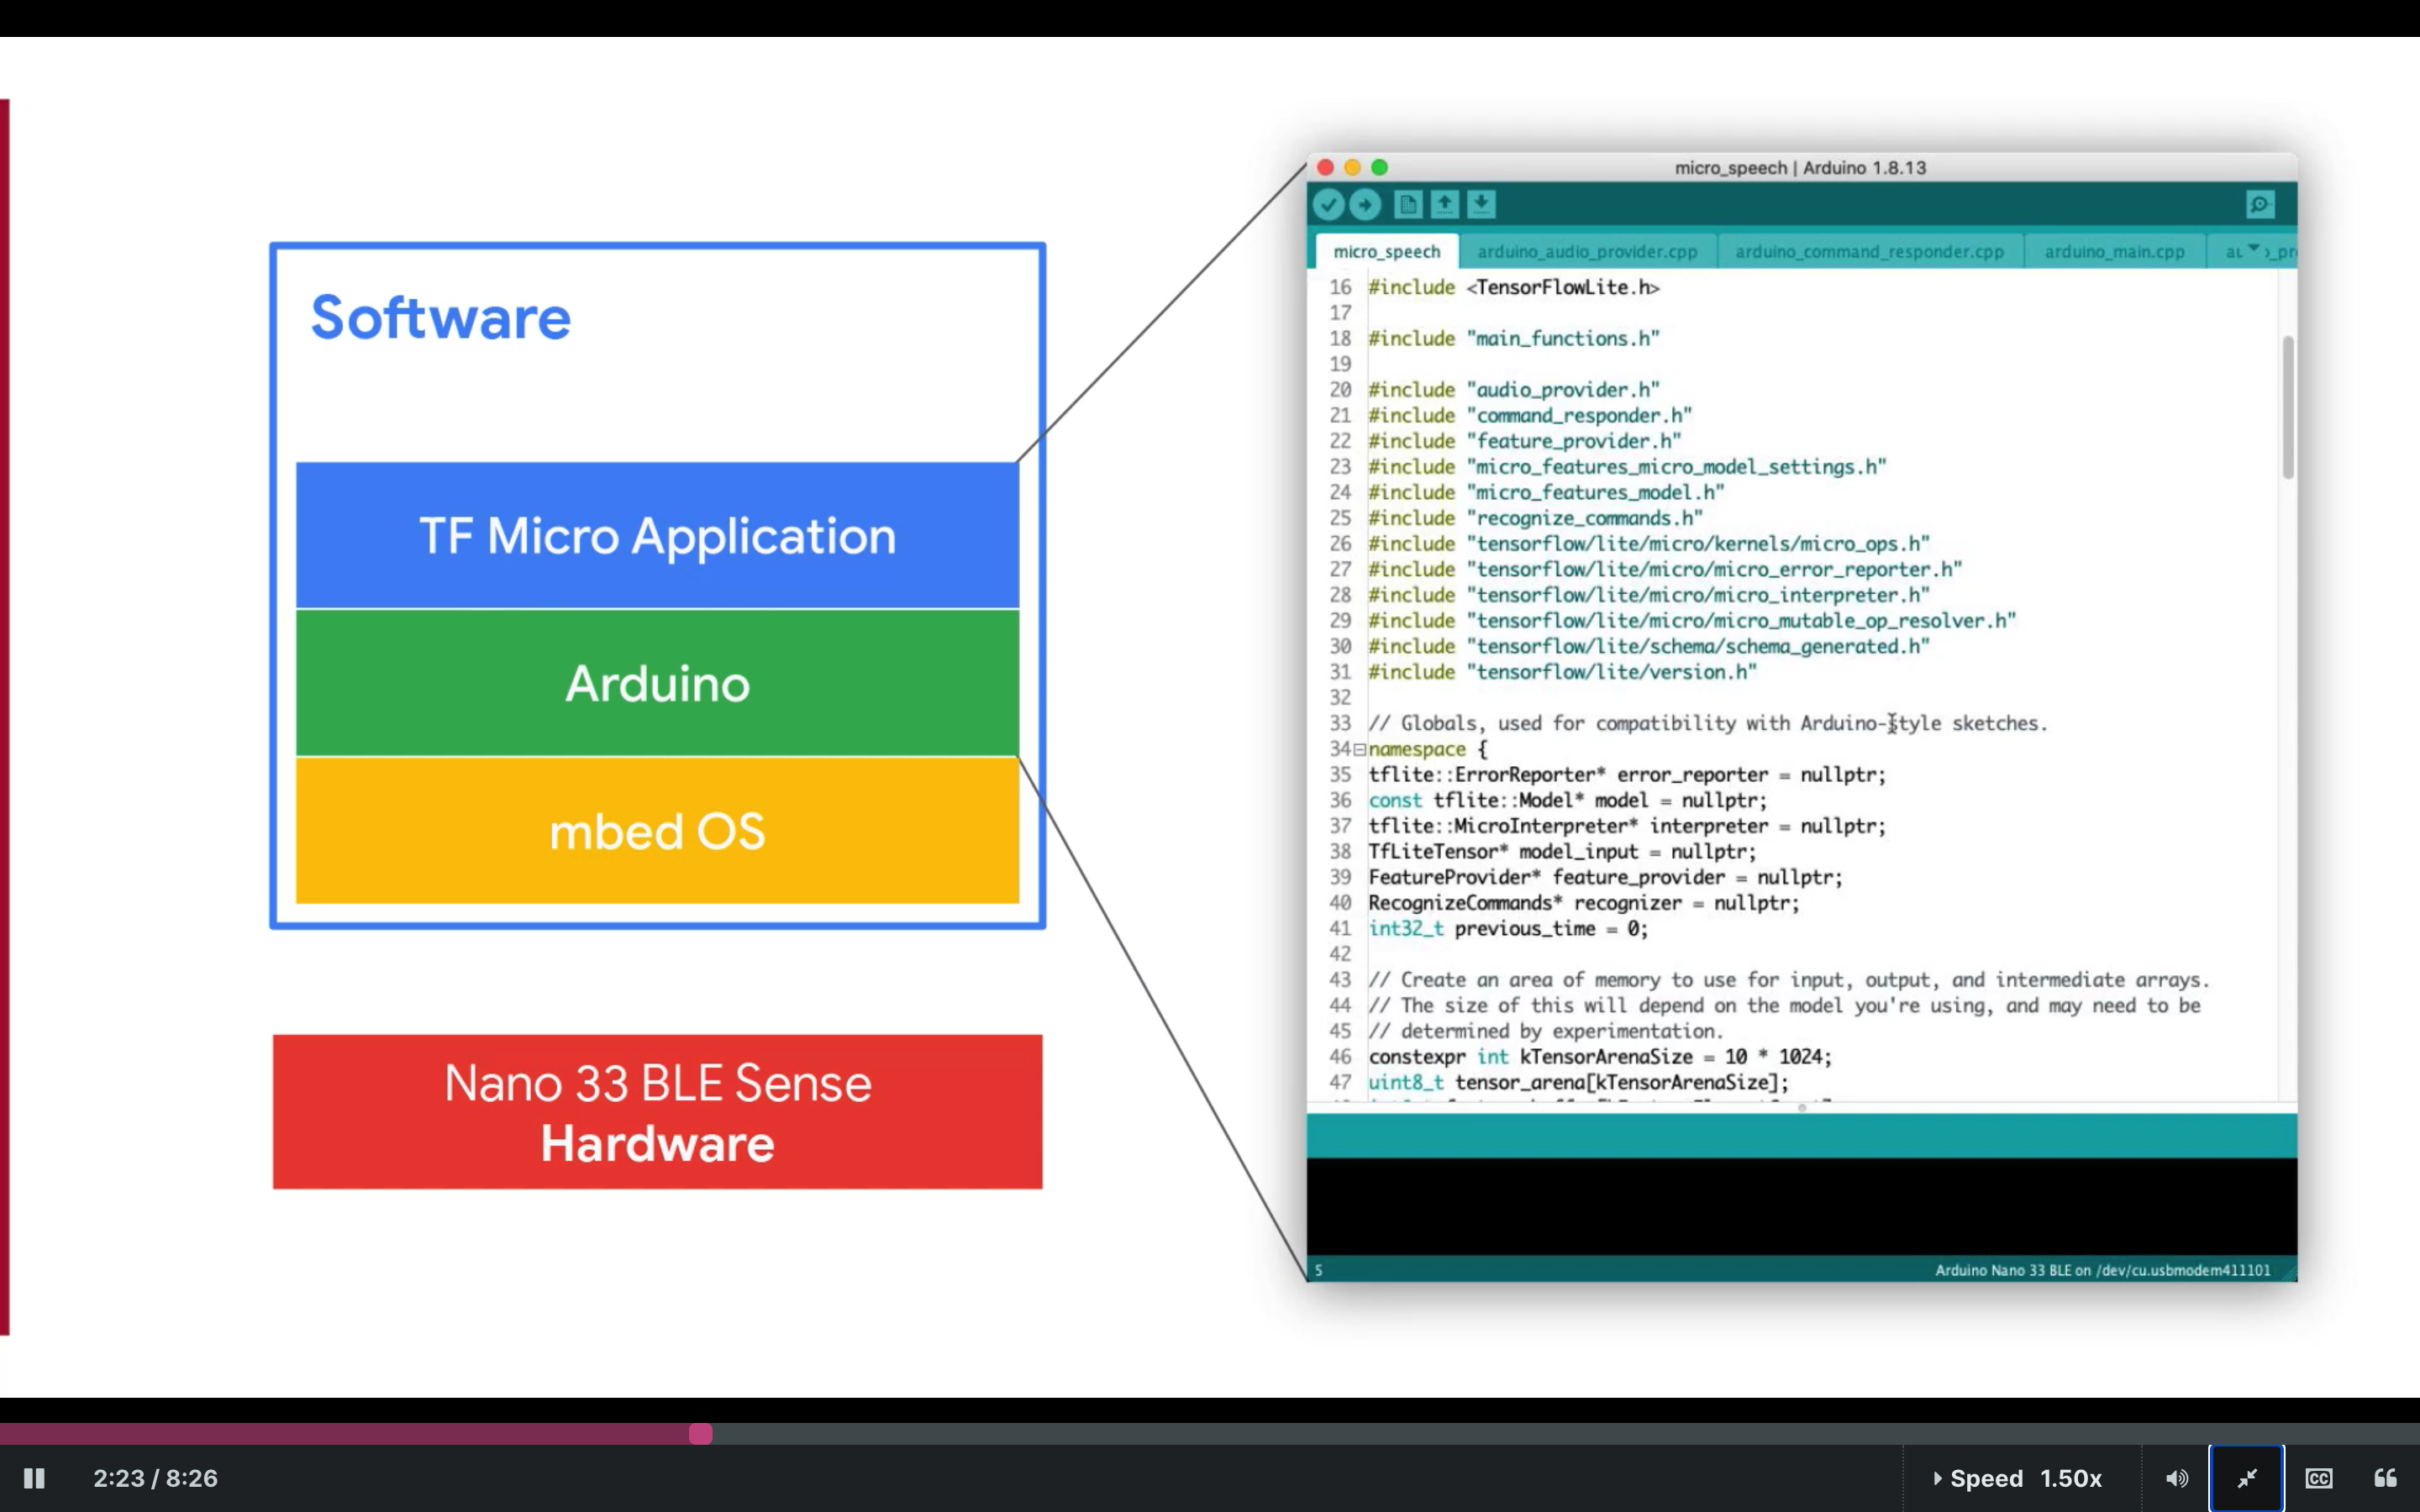 Software
TF Micro Application
Arduino
mbed OS
Nano 33 BLE Sense
Hardware
micro_speech | Arduino 1.8.13
micro_speech arduino_audio_provider.cpp arduino_command_responder.cpp arduino_main.cpp
16 #include <TensorFlowLite.h>
17
18 #include "main_functions.h"
19
20 #include "audio_provider.h"
21 #include "command_responder.h"
22 #include "feature_provider.h"
23 #include "micro_features_micro_model_settings.h"
24 #include "micro_features_model.h"
25 #include "recognize_commands.h"
26 #include "tensorflow/lite/micro/kernels/micro_ops.h"
27 #include "tensorflow/lite/micro/micro_error_reporter.h"
28 #include "tensorflow/lite/micro/micro_interpreter.h"
29 #include "tensorflow/lite/micro/micro_mutable_op_resolver.h"
30 #include "tensorflow/lite/schema/schema_generated.h"
31 #include "tensorflow/lite/version.h"
32
33 // Globals, used for compatibility with Arduino-style sketches.
34 namespace {
35 tflite::ErrorReporter* error_reporter = nullptr;
36 const tflite::Model* model = nullptr;
37 tflite::MicroInterpreter* interpreter = nullptr;
38 TfLiteTensor* model_input = nullptr;
39 FeatureProvider* feature_provider = nullptr;
40 RecognizeCommands* recognizer = nullptr;
41 int32_t previous_time = 0;
42
43 // Create an area of memory to use for input, output, and intermediate arrays.
44 // The size of this will depend on the model you're using, and may need to be
45 // determined by experimentation.
46 constexpr int kTensorArenaSize = 10 * 1024;
47 uint8_t tensor_arena[kTensorArenaSize];
5 Arduino Nano 33 BLE on /dev/cu.usbmodem411101
2:23 / 8:26 Speed 1.50x CC